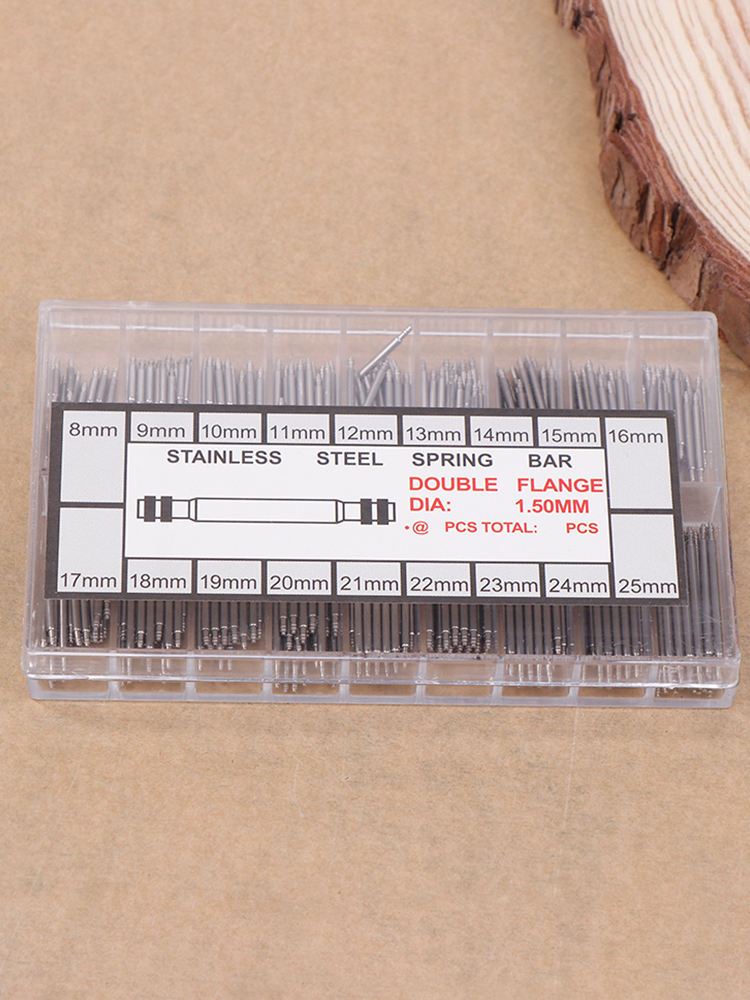 8mm 9mm 10mm 11mm 12mm 13mm 14mm 15mm 16mm
STAINLESS STEEL SPRING BAR
DOUBLE FLANGE
DIA: 1.50MM
•@ PCS TOTAL: PCS
17mm 18mm 19mm 20mm 21mm 22mm 23mm 24mm 25mm